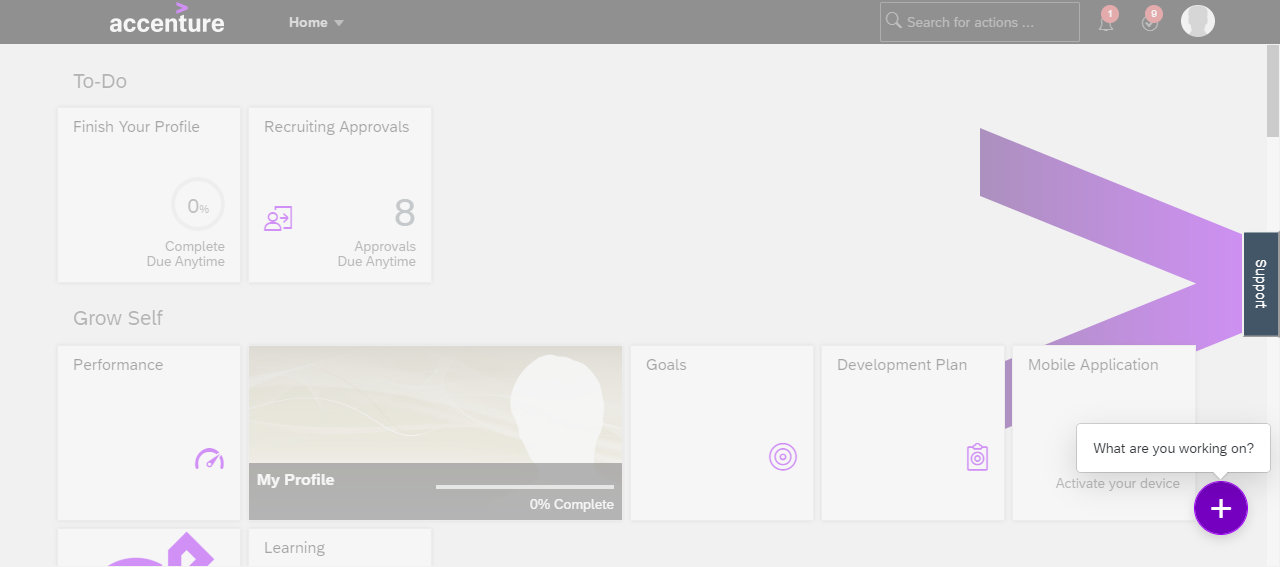 accenture
Home
Search for actions ...
1
9
To-Do
Finish Your Profile
0%
Complete
Due Anytime
Recruiting Approvals
8
Approvals
Due Anytime
Support
Grow Self
Performance
My Profile
0% Complete
Goals
Development Plan
Mobile Application
What are you working on?
Activate your device
Learning